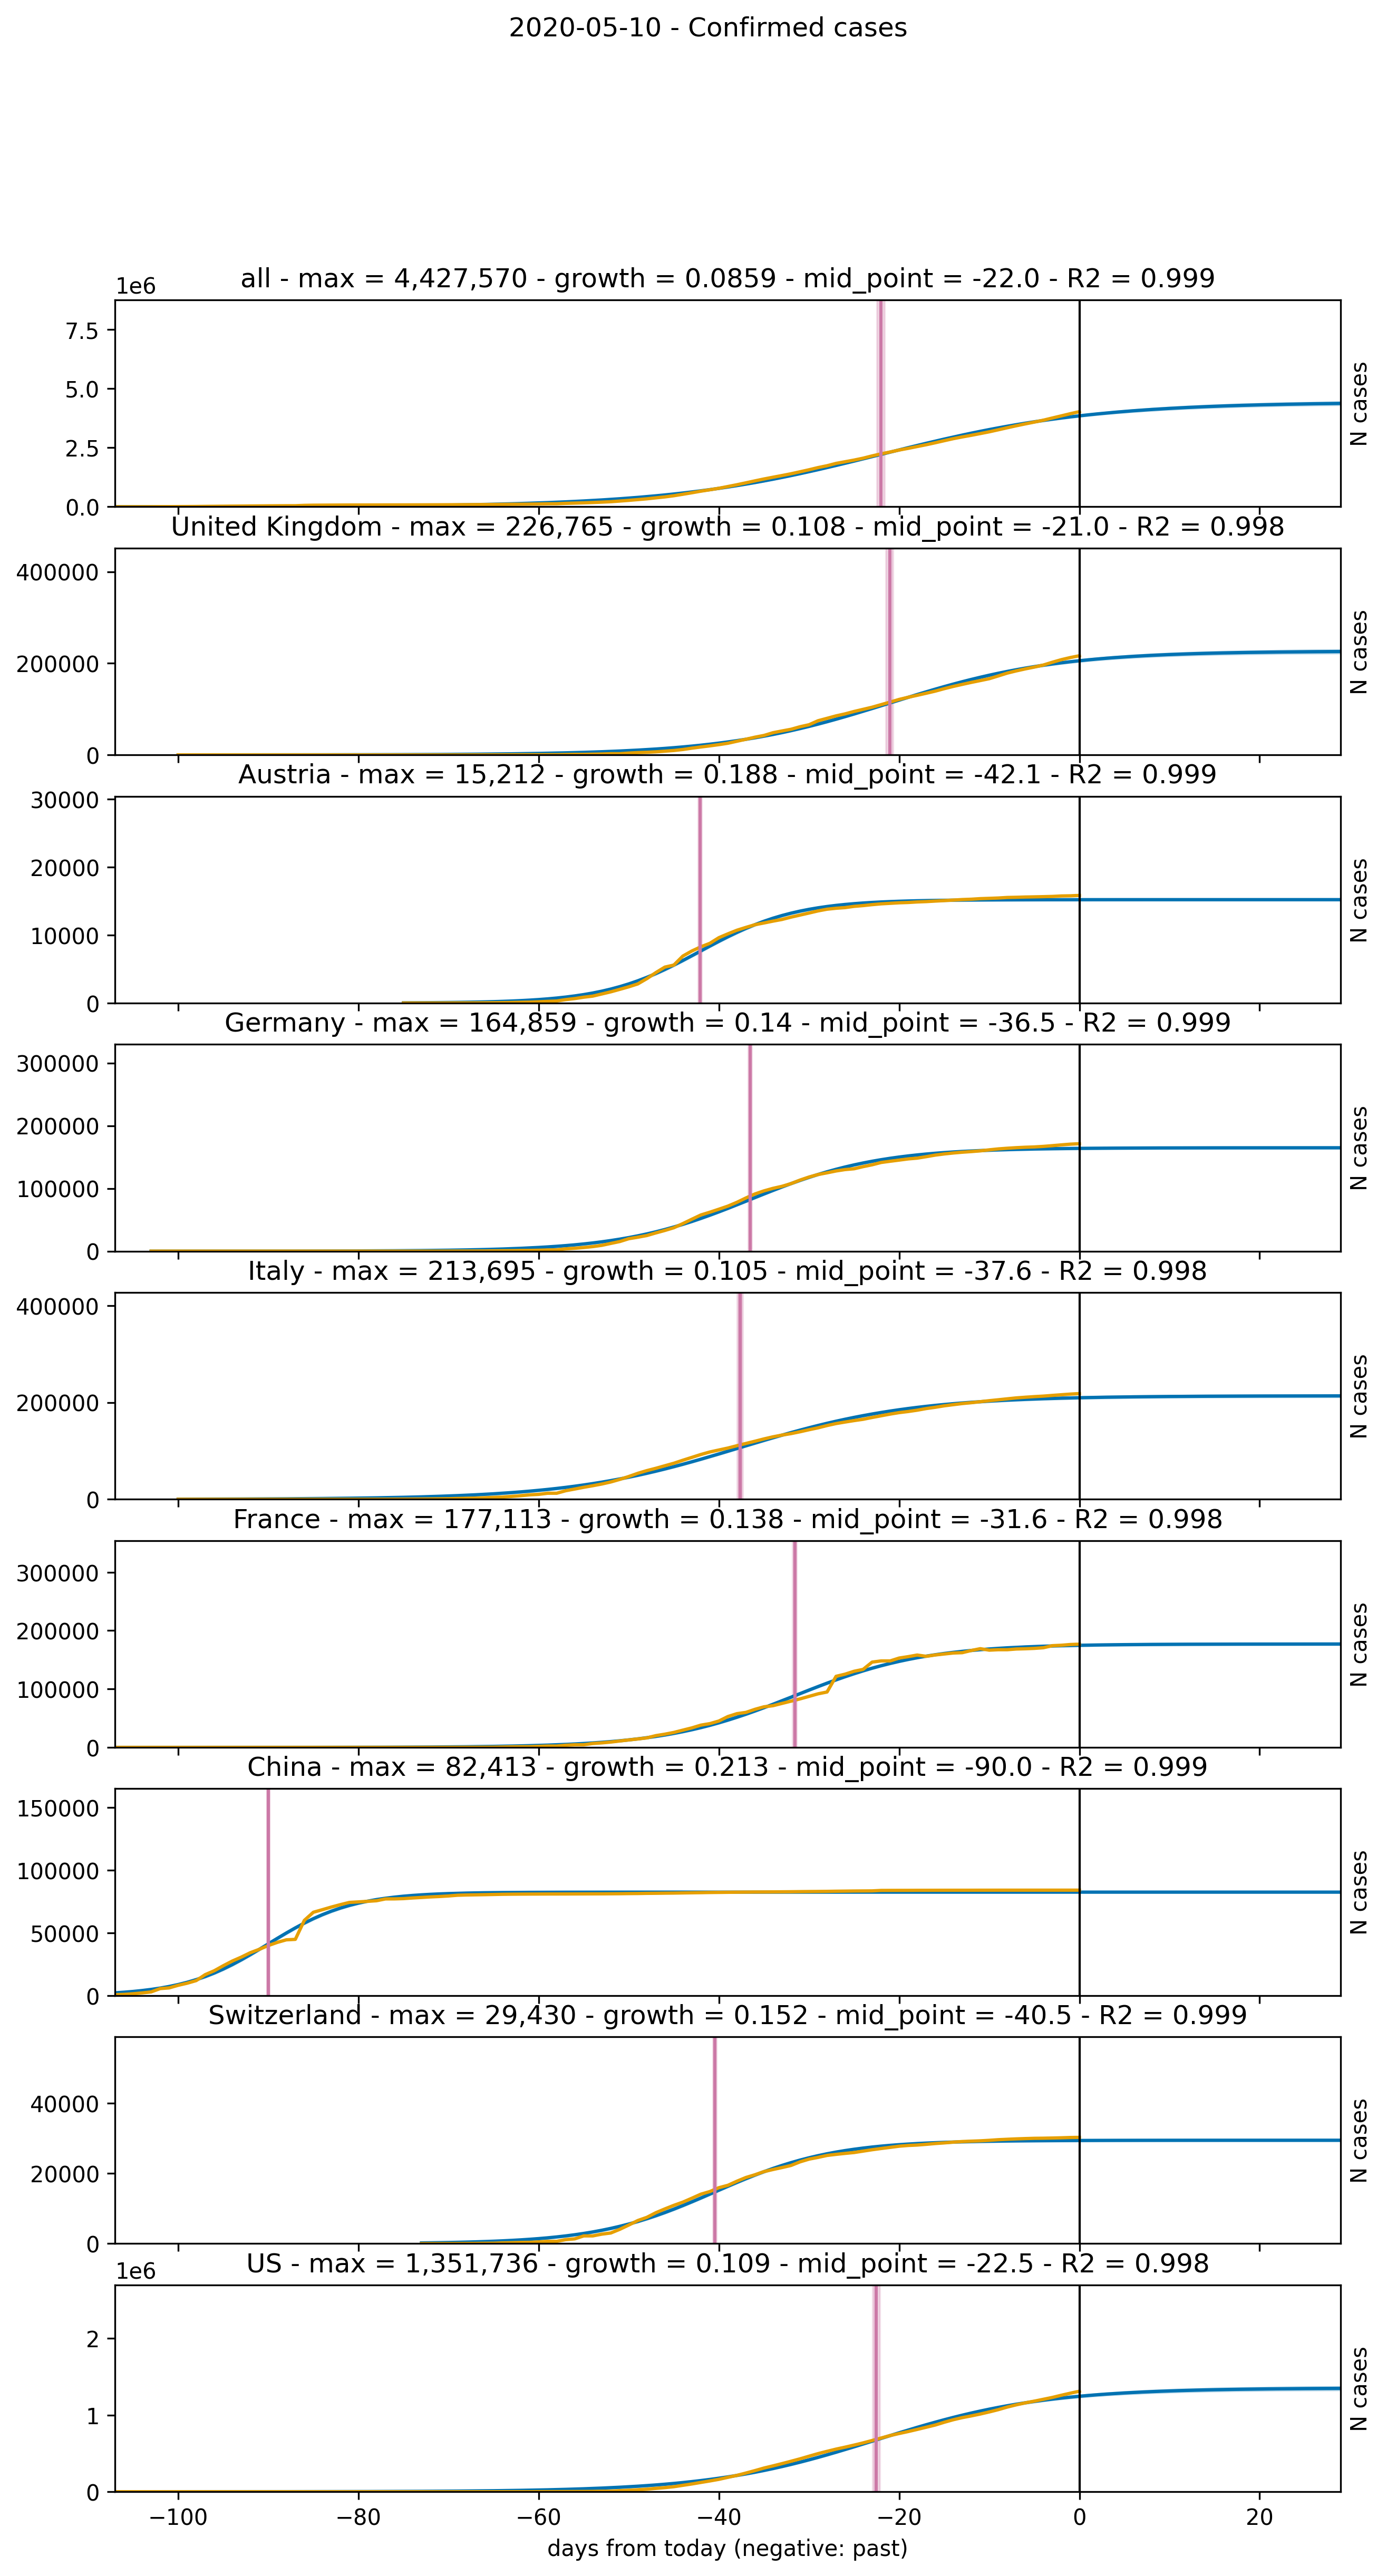 2020-05-10 - Confirmed cases
all - max = 4,427,570 - growth = 0.0859 - mid_point = -22.0 - R2 = 0.999
1e6
7.5
5.0
2.5
0.0
N cases
United Kingdom - max = 226,765 - growth = 0.108 - mid_point = -21.0 - R2 = 0.998
400000
200000
0
N cases
Austria - max = 15,212 - growth = 0.188 - mid_point = -42.1 - R2 = 0.999
30000
20000
10000
0
N cases
Germany - max = 164,859 - growth = 0.14 - mid_point = -36.5 - R2 = 0.999
300000
200000
100000
0
N cases
Italy - max = 213,695 - growth = 0.105 - mid_point = -37.6 - R2 = 0.998
400000
200000
0
N cases
France - max = 177,113 - growth = 0.138 - mid_point = -31.6 - R2 = 0.998
300000
200000
100000
0
N cases
China - max = 82,413 - growth = 0.213 - mid_point = -90.0 - R2 = 0.999
150000
100000
50000
0
N cases
Switzerland - max = 29,430 - growth = 0.152 - mid_point = -40.5 - R2 = 0.999
40000
20000
0
N cases
US - max = 1,351,736 - growth = 0.109 - mid_point = -22.5 - R2 = 0.998
1e6
2
1
0
N cases
−100 −80 −60 −40 −20 0 20
days from today (negative: past)